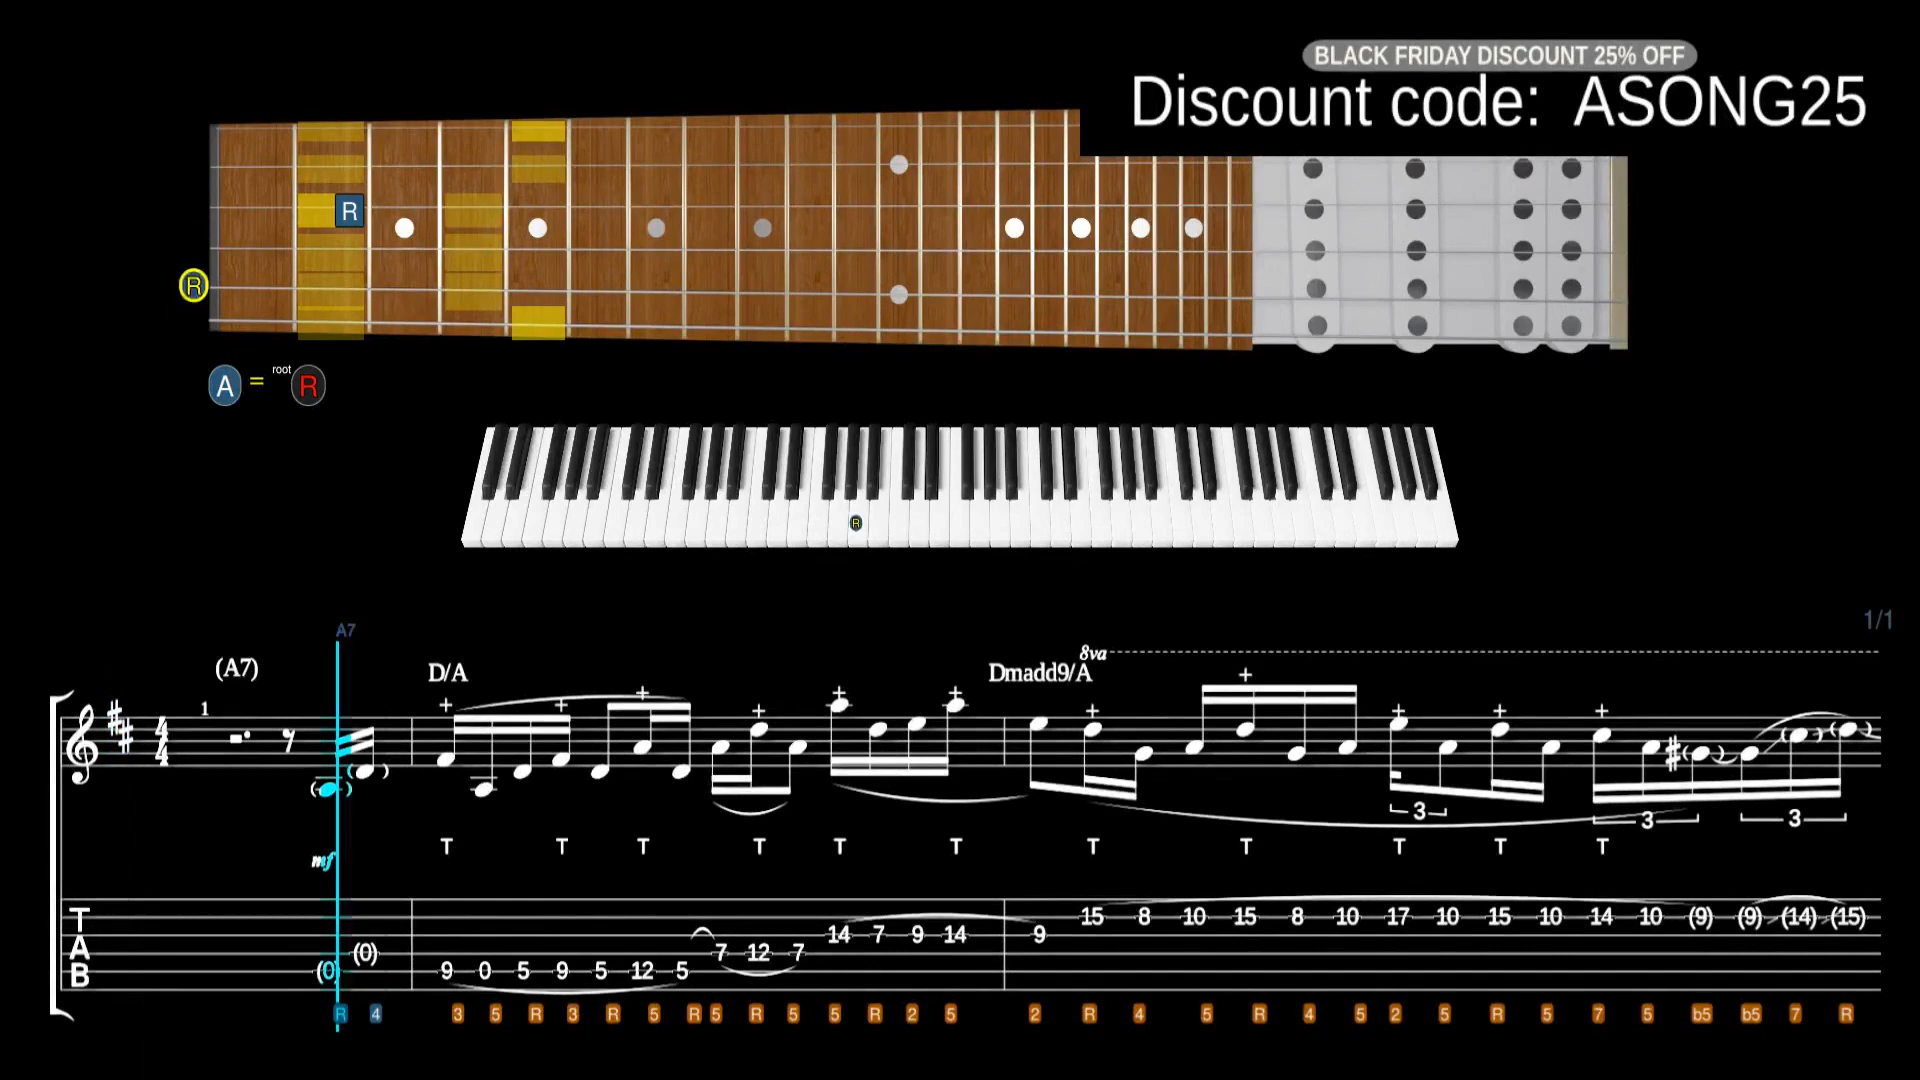 BLACK FRIDAY DISCOUNT 25% OFF
Discount code: ASONG25
R
R
A = root R
R
1/1
A7
8va
(A7) D/A Dmadd9/A
1
4
4
+ + + + + + + + + + +
3 3 3
T T T T T T T T T T T
mf
T
A
B
15 8 10 15 8 10 17 10 15 10 14 10 (9) (9) (14) (15)
14 7 9 14 9
(0) 7 12 7
(0) 9 0 5 9 5 12 5
R 4 3 5 R 3 R 5 R 5 R 5 5 R 2 5 2 R 4 5 R 4 5 2 5 R 5 7 5 b5 b5 7 R